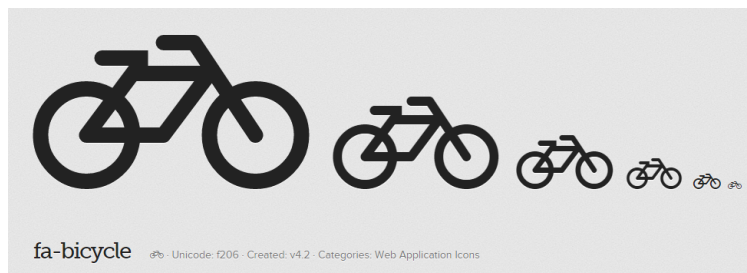 fa-bicycle · Unicode: f206 · Created: v4.2 · Categories: Web Application Icons